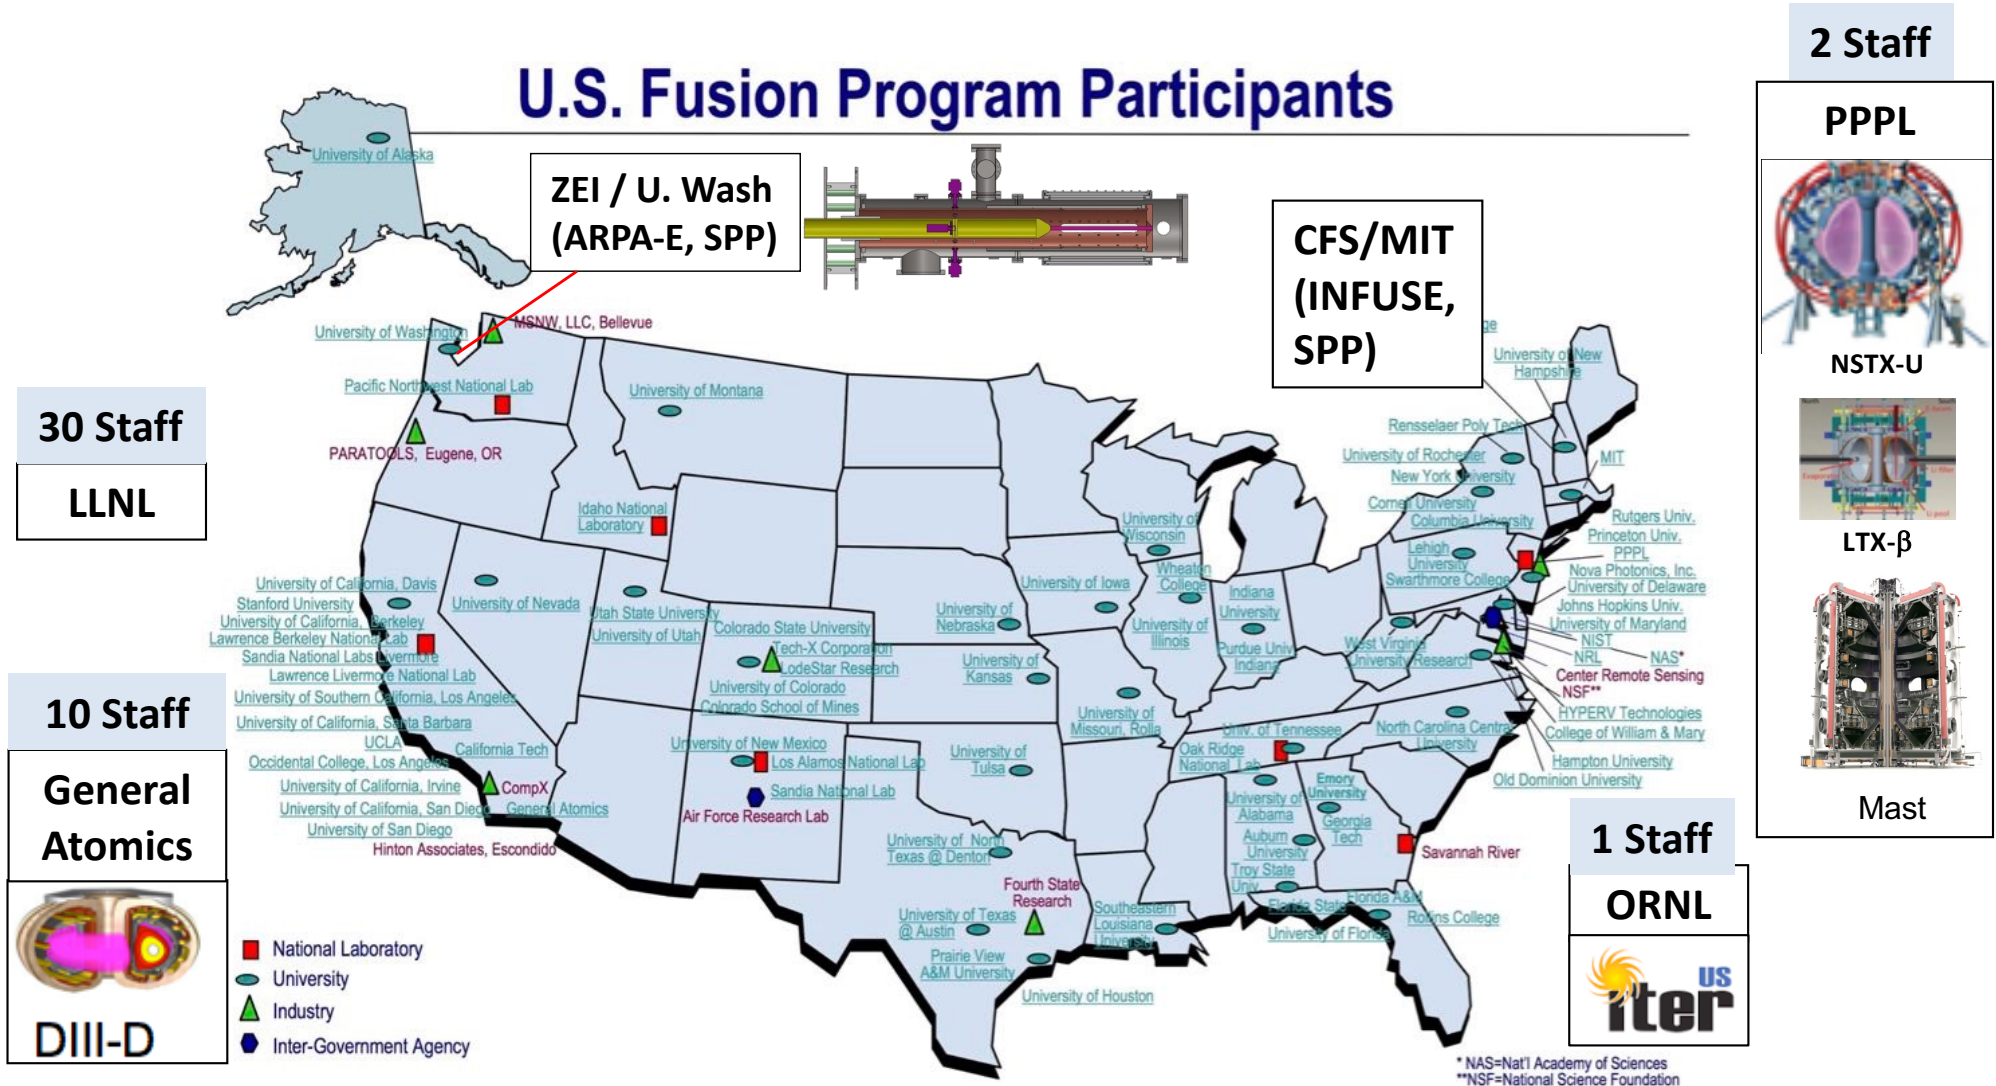 U.S. Fusion Program Participants
2 Staff
PPPL
NSTX-U
North
South
LTX-β
Mast
ZEI / U. Wash
(ARPA-E, SPP)
CFS/MIT
(INFUSE,
SPP)
30 Staff
LLNL
10 Staff
General
Atomics
DIII-D
1 Staff
ORNL
US
iter
University of Alaska
University of Washington
MSNW, LLC, Bellevue
Pacific Northwest National Lab
PARATOOLS, Eugene, OR
University of Montana
Idaho National
Laboratory
University of California, Davis
Stanford University
University of California, Berkeley
Lawrence Berkeley National Lab
Sandia National Labs Livermore
Lawrence Livermore National Lab
University of Southern California, Los Angeles
University of California, Santa Barbara
UCLA
California Tech
Occidental College, Los Angeles
University of California, Irvine
CompX
University of California, San Diego
General Atomics
University of San Diego
Hinton Associates, Escondido
University of Nevada
Utah State University
University of Utah
Colorado State University
Tech-X Corporation
LodeStar Research
University of Colorado
Colorado School of Mines
University of New Mexico
Los Alamos National Lab
Sandia National Lab
Air Force Research Lab
University of
Nebraska
University of
Kansas
University of
Tulsa
University of North
Texas @ Denton
Fourth State
Research
University of Texas
@ Austin
Prairie View
A&M University
University of Houston
University of Iowa
University of
Wisconsin
Wheaton
College
University of
Illinois
Indiana
University
Purdue Univ
Indiana
University of
Missouri, Rolla
Univ. of Tennessee
Oak Ridge
National Lab
University of
Alabama
Auburn
University
Troy State
Univ.
Emory
University
Georgia
Tech
Savannah River
Southeastern
Louisiana
University
Florida State
Florida A&M
Rollins College
University of Florida
West Virginia
University Research
North Carolina Central
University
ge
University of New
Hampshire
Rensselaer Poly Tech
University of Rochester
New York University
MIT
Cornell University
Columbia University
Rutgers Univ.
Princeton Univ.
PPPL
Lehigh
University
Swarthmore College
Nova Photonics, Inc.
University of Delaware
Johns Hopkins Univ.
University of Maryland
NIST
NRL
NAS*
Center Remote Sensing
NSF**
HYPERV Technologies
College of William & Mary
Hampton University
Old Dominion University
National Laboratory
University
Industry
Inter-Government Agency
* NAS=Nat'l Academy of Sciences
**NSF=National Science Foundation